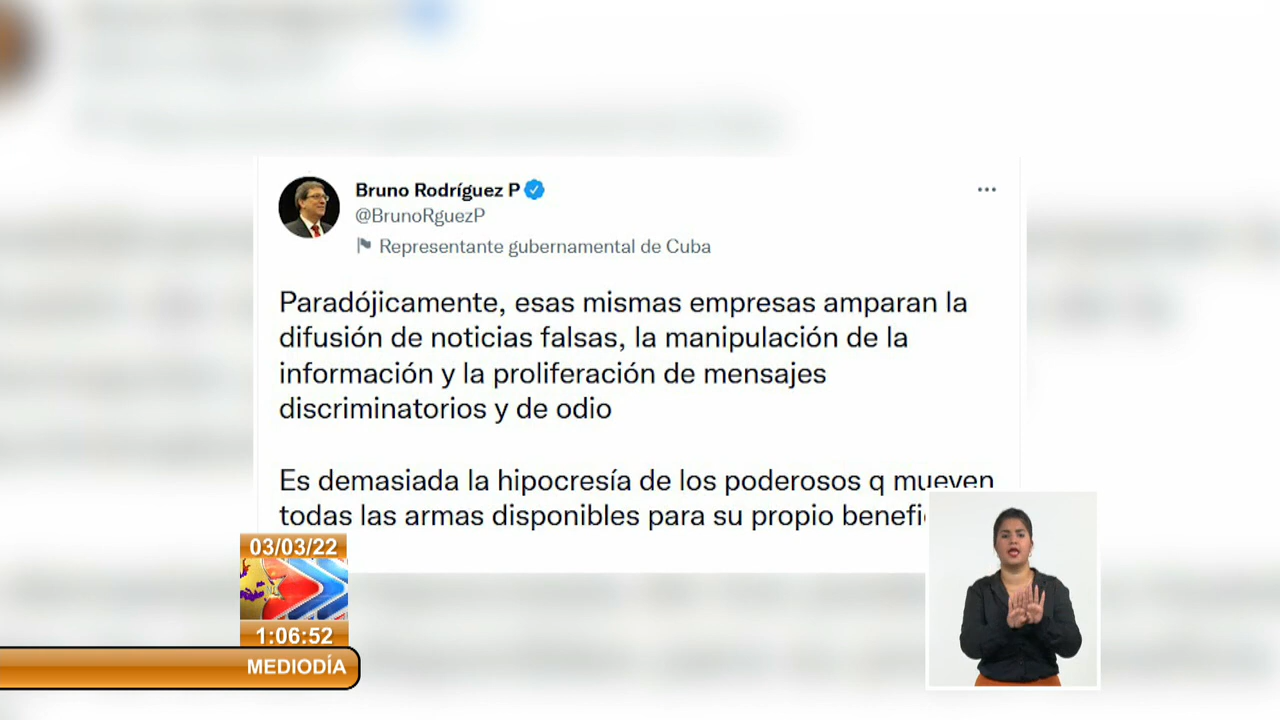 Bruno Rodríguez P
@BrunoRguezP
Representante gubernamental de Cuba
Paradójicamente, esas mismas empresas amparan la
difusión de noticias falsas, la manipulación de la
información y la proliferación de mensajes
discriminatorios y de odio
Es demasiada la hipocresía de los poderosos q mueven
todas las armas disponibles para su propio
03/03/22
1:06:52
MEDIODÍA